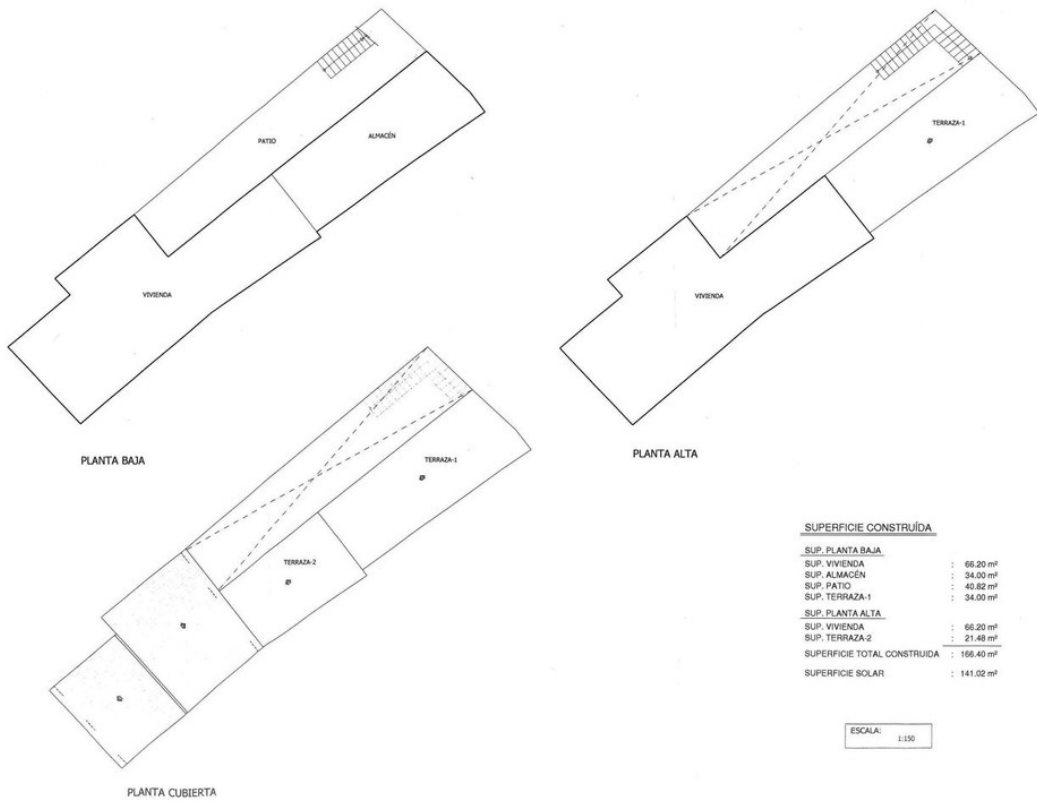 PATIO
ALMACÉN
VIVIENDA
PLANTA BAJA
TERRAZA-1
VIVIENDA
PLANTA ALTA
TERRAZA-1
TERRAZA-2
PLANTA CUBIERTA
SUPERFICIE CONSTRUÍDA
SUP. PLANTA BAJA
SUP. VIVIENDA : 66.20 m²
SUP. ALMACÉN : 34.00 m²
SUP. PATIO : 40.82 m²
SUP. TERRAZA-1 : 34.00 m²
SUP. PLANTA ALTA
SUP. VIVIENDA : 66.20 m²
SUP. TERRAZA-2 : 21.48 m²
SUPERFICIE TOTAL CONSTRUIDA : 166.40 m²
SUPERFICIE SOLAR : 141.02 m²
ESCALA:
1:150